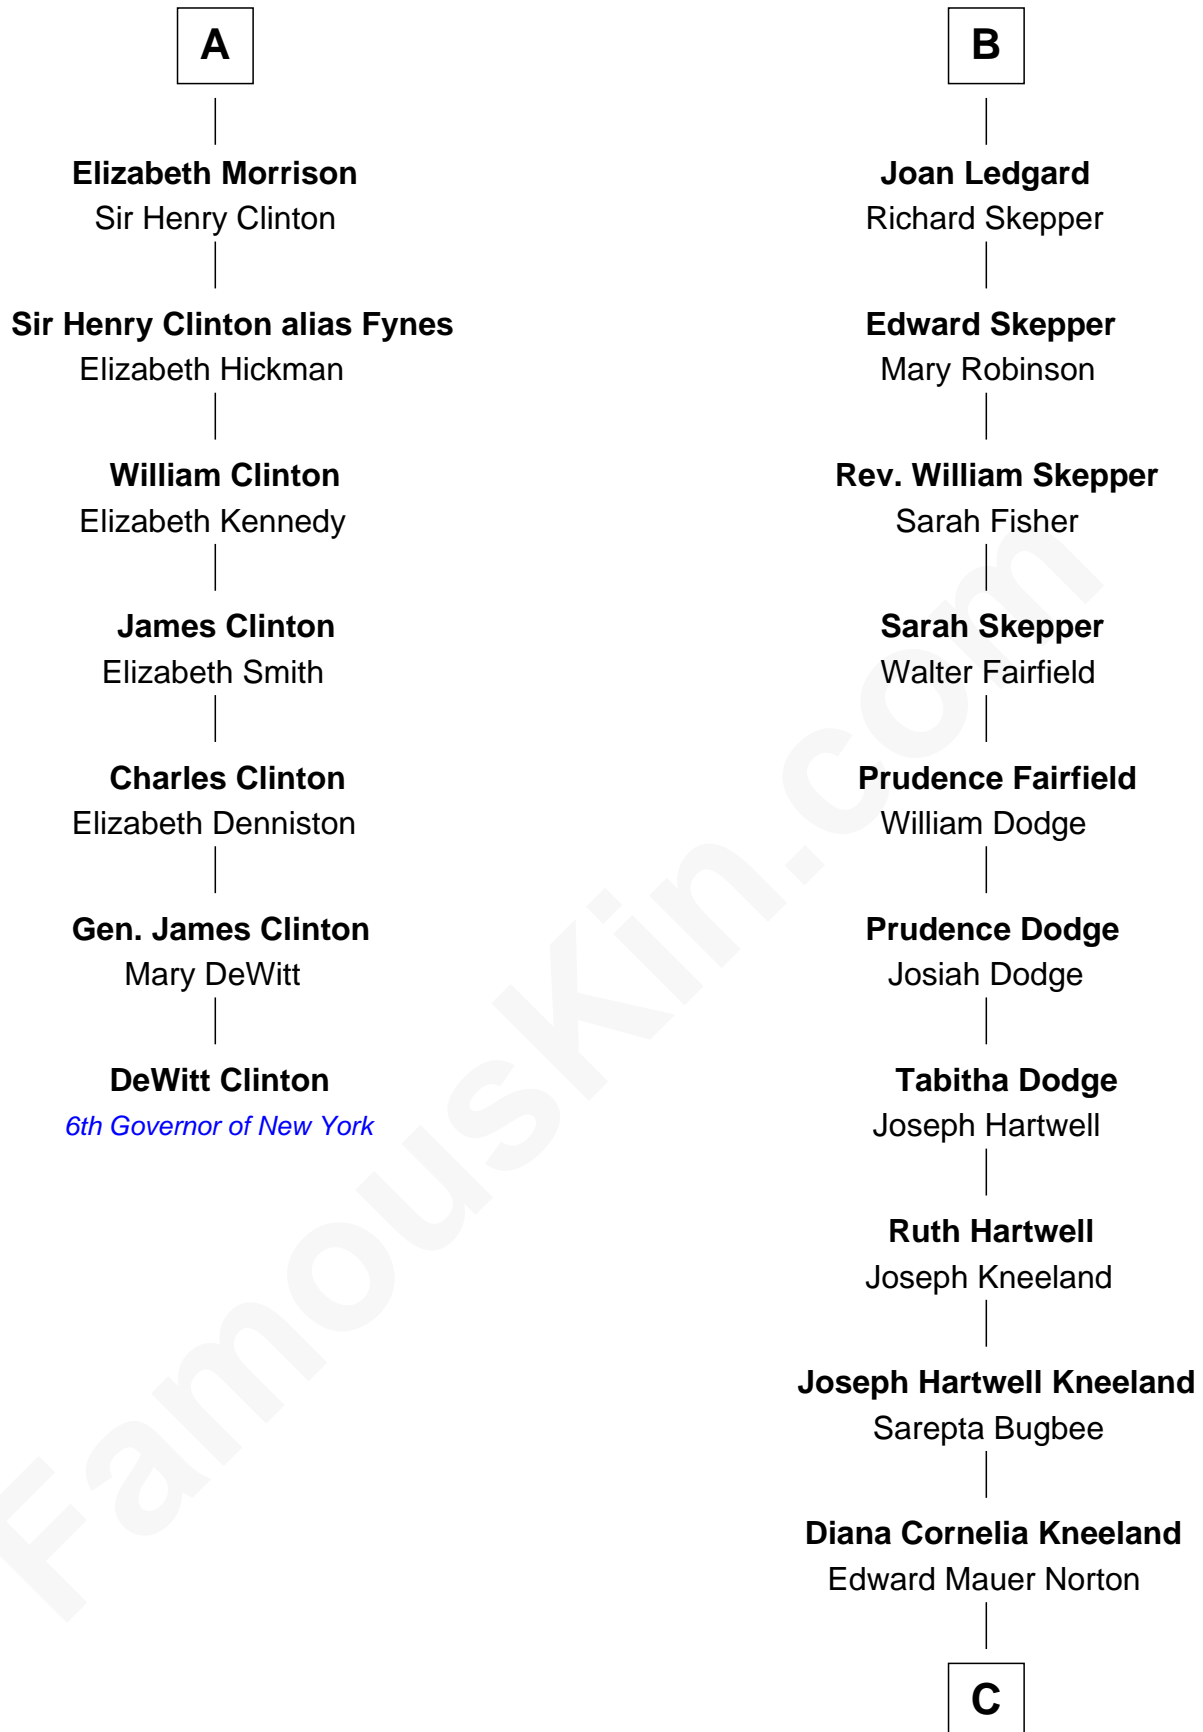 A
Elizabeth Morrison
Sir Henry Clinton
Sir Henry Clinton alias Fynes
Elizabeth Hickman
William Clinton
Elizabeth Kennedy
James Clinton
Elizabeth Smith
Charles Clinton
Elizabeth Denniston
Gen. James Clinton
Mary DeWitt
DeWitt Clinton
6th Governor of New York
B
Joan Ledgard
Richard Skepper
Edward Skepper
Mary Robinson
Rev. William Skepper
Sarah Fisher
Sarah Skepper
Walter Fairfield
Prudence Fairfield
William Dodge
Prudence Dodge
Josiah Dodge
Tabitha Dodge
Joseph Hartwell
Ruth Hartwell
Joseph Kneeland
Joseph Hartwell Kneeland
Sarepta Bugbee
Diana Cornelia Kneeland
Edward Mauer Norton
C
FamousKin.com